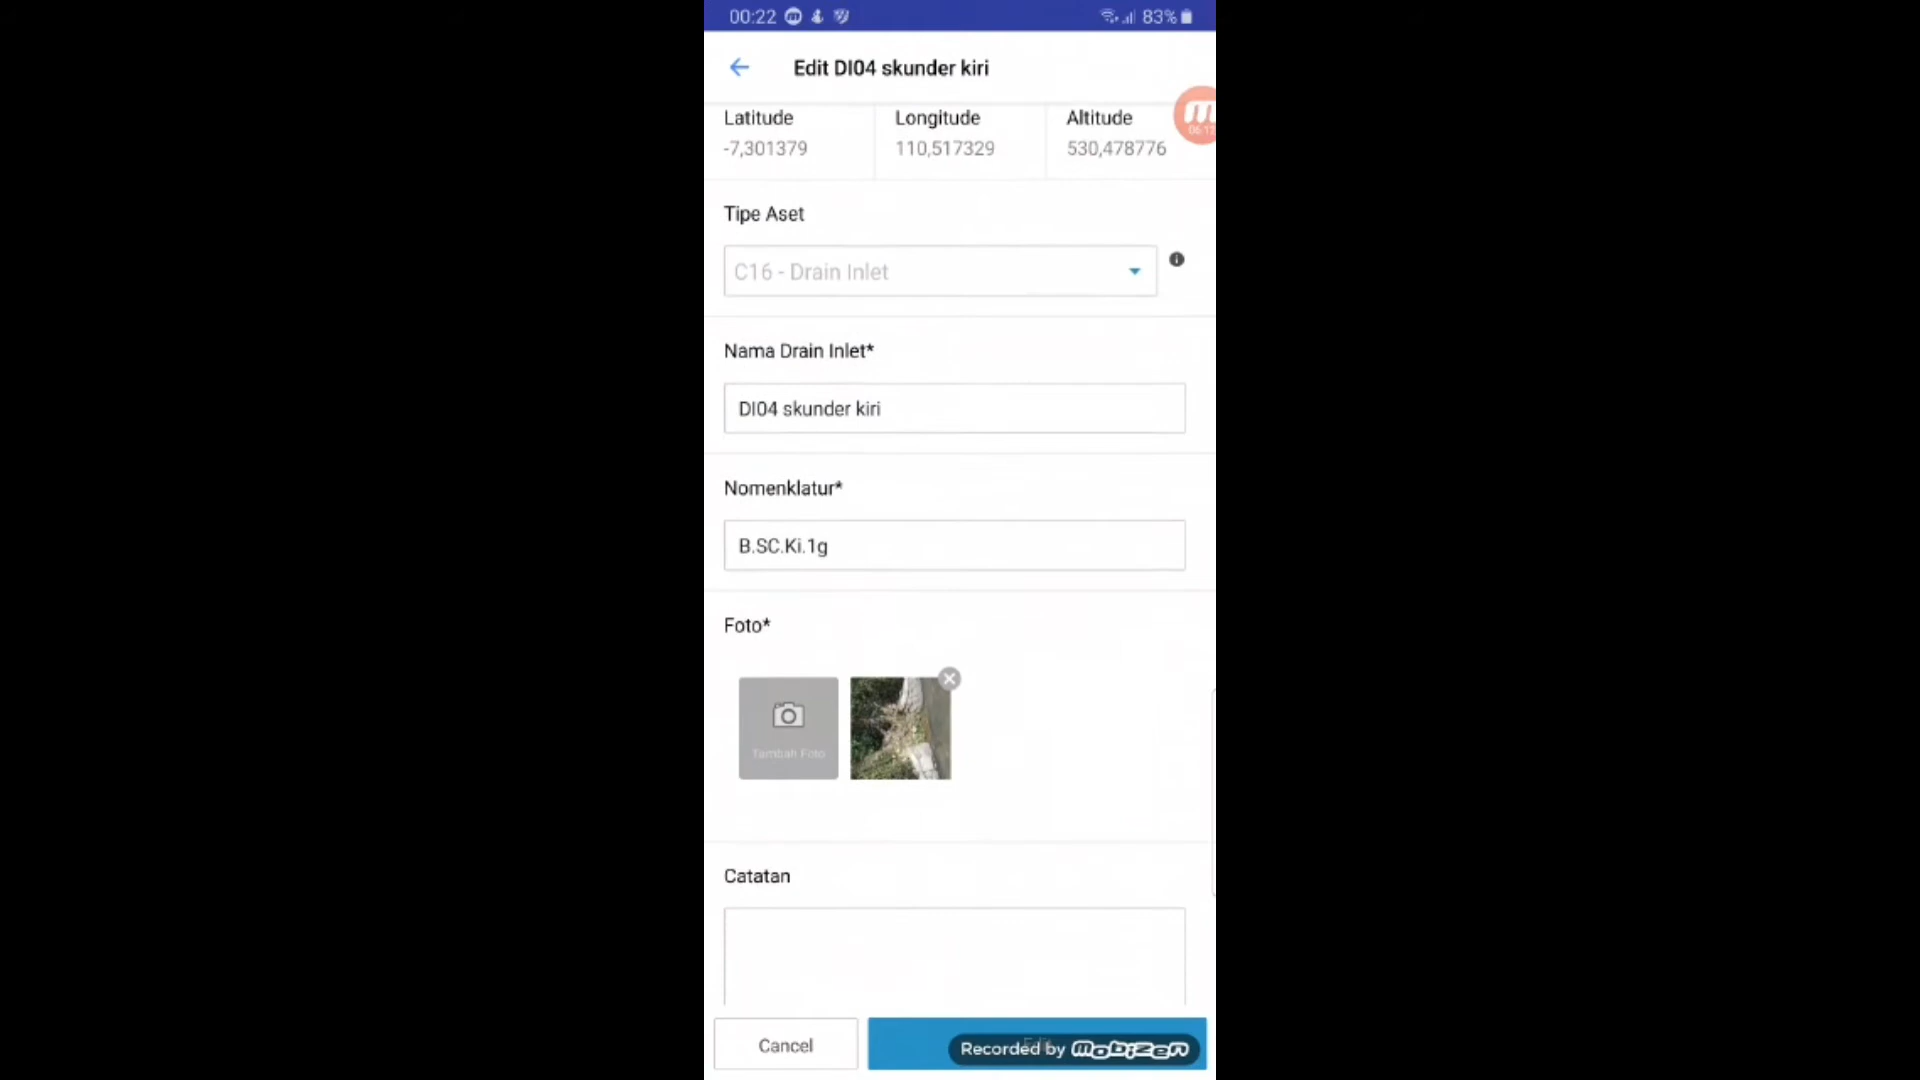 00:22 83%
Edit DI04 skunder kiri
Latitude Longitude Altitude
-7,301379 110,517329 530,478776
06:17
Tipe Aset
C16 - Drain Inlet
Nama Drain Inlet*
DI04 skunder kiri
Nomenklatur*
B.SC.Ki.1g
Foto*
Tambah Foto
Catatan
Cancel
Recorded by mobizen